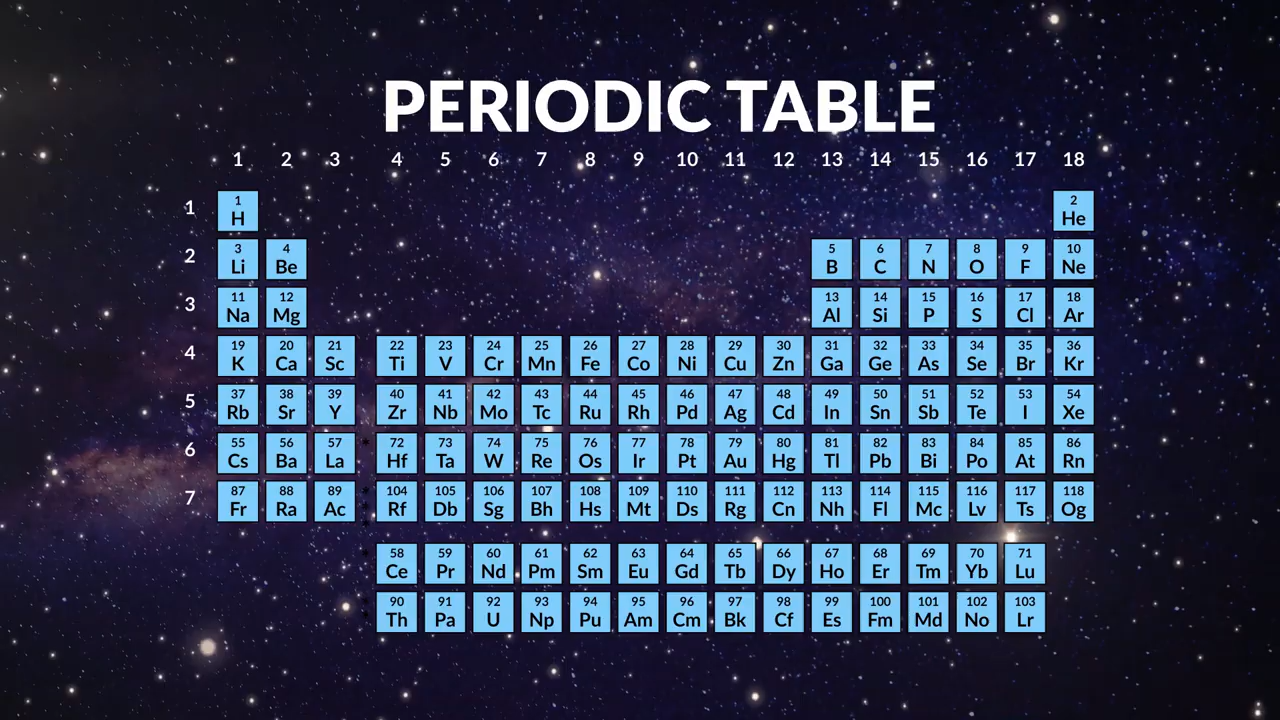 PERIODIC TABLE
1 2 3 4 5 6 7 8 9 10 11 12 13 14 15 16 17 18
1 1 2
H He
2 3 4 5 6 7 8 9 10
Li Be B C N O F Ne
3 11 12 13 14 15 16 17 18
Na Mg Al Si P S Cl Ar
4 19 20 21 22 23 24 25 26 27 28 29 30 31 32 33 34 35 36
K Ca Sc Ti V Cr Mn Fe Co Ni Cu Zn Ga Ge As Se Br Kr
5 37 38 39 40 41 42 43 44 45 46 47 48 49 50 51 52 53 54
Rb Sr Y Zr Nb Mo Tc Ru Rh Pd Ag Cd In Sn Sb Te I Xe
6 55 56 57 * 72 73 74 75 76 77 78 79 80 81 82 83 84 85 86
Cs Ba La Hf Ta W Re Os Ir Pt Au Hg Tl Pb Bi Po At Rn
7 87 88 89 * 104 105 106 107 108 109 110 111 112 113 114 115 116 117 118
Fr Ra Ac Rf Db Sg Bh Hs Mt Ds Rg Cn Nh Fl Mc Lv Ts Og
* 58 59 60 61 62 63 64 65 66 67 68 69 70 71
Ce Pr Nd Pm Sm Eu Gd Tb Dy Ho Er Tm Yb Lu
* 90 91 92 93 94 95 96 97 98 99 100 101 102 103
Th Pa U Np Pu Am Cm Bk Cf Es Fm Md No Lr